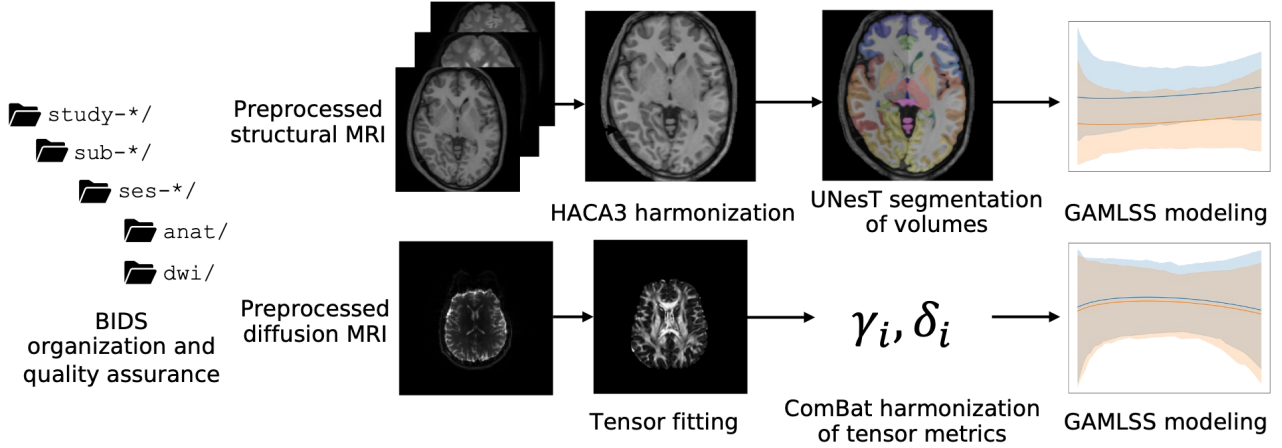 study-*/
sub-*/
ses-*/
anat/
dwi/
BIDS
organization and
quality assurance
Preprocessed
structural MRI
HACA3 harmonization
UNesT segmentation
of volumes
GAMLSS modeling
Preprocessed
diffusion MRI
Tensor fitting
γi, δi
ComBat harmonization
of tensor metrics
GAMLSS modeling